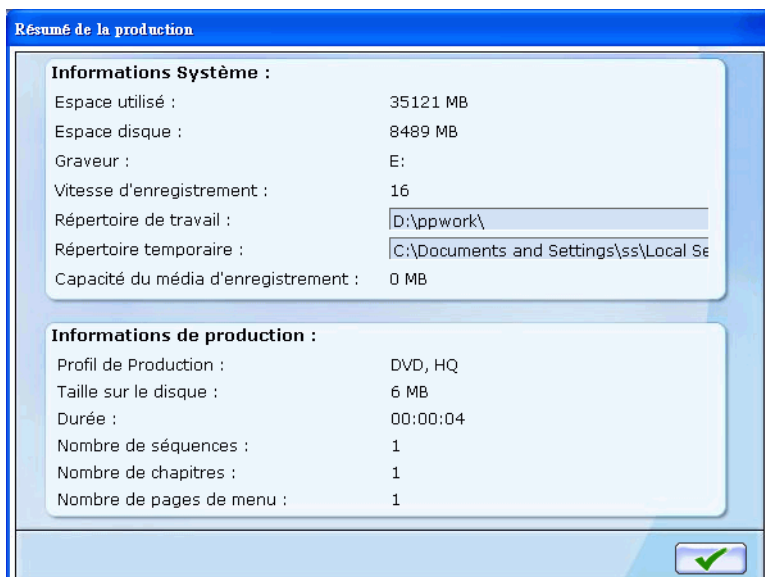 Résumé de la production
Informations Système :
Espace utilisé : 35121 MB
Espace disque : 8489 MB
Graveur : E:
Vitesse d'enregistrement : 16
Répertoire de travail : D:\ppwork\
Répertoire temporaire : C:\Documents and Settings\ss\Local Se
Capacité du média d'enregistrement : 0 MB
Informations de production :
Profil de Production : DVD, HQ
Taille sur le disque : 6 MB
Durée : 00:00:04
Nombre de séquences : 1
Nombre de chapitres : 1
Nombre de pages de menu : 1